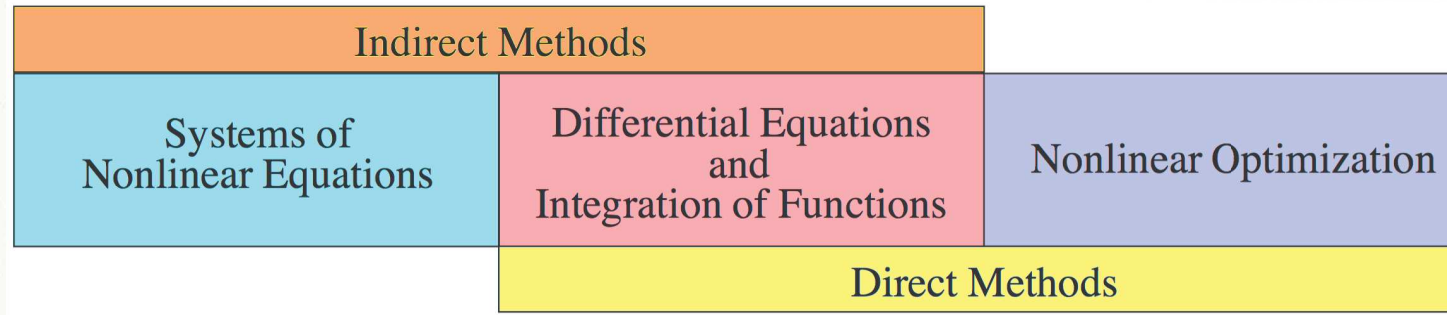 Indirect Methods
Systems of
Nonlinear Equations
Differential Equations
and
Integration of Functions
Nonlinear Optimization
Direct Methods